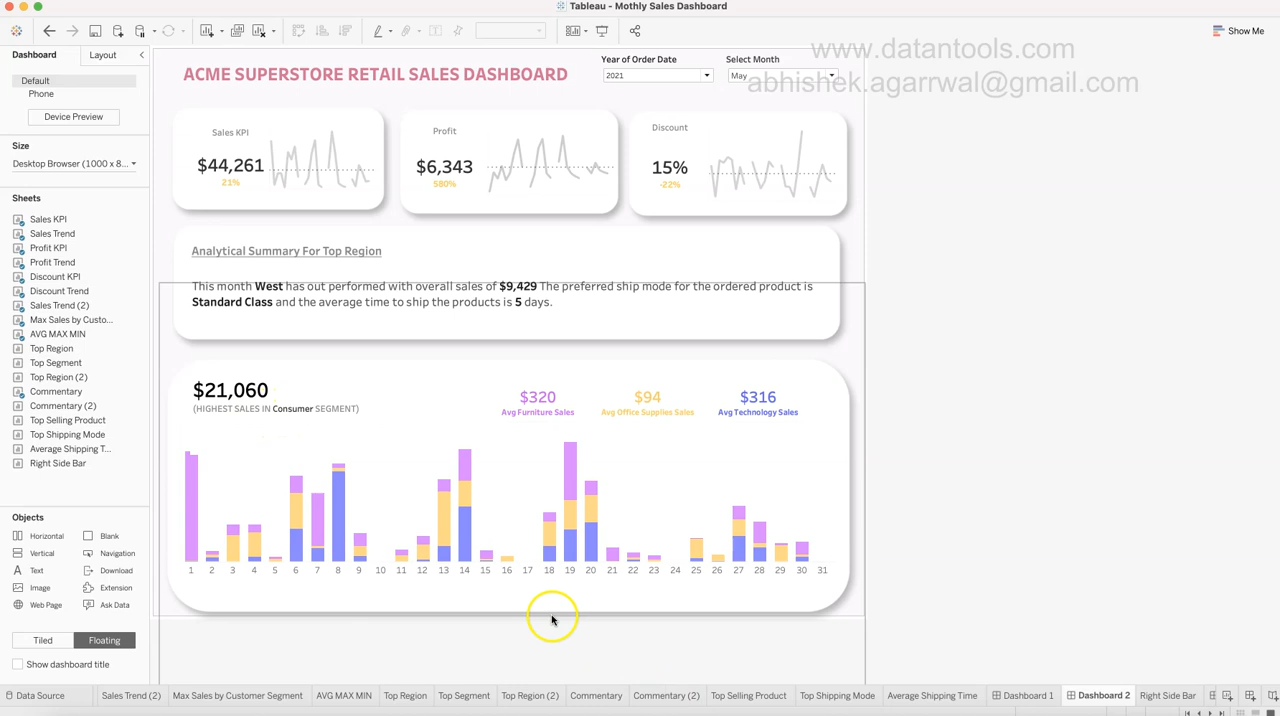 Tableau - Mothly Sales Dashboard
Show Me
www.datantools.com
abhishek.agarrwal@gmail.com
Dashboard
Layout
Default
Phone
Device Preview
Size
Desktop Browser (1000 x 8...
Sheets
Sales KPI
Sales Trend
Profit KPI
Profit Trend
Discount KPI
Discount Trend
Sales Trend (2)
Max Sales by Custo...
AVG MAX MIN
Top Region
Top Segment
Top Region (2)
Commentary
Commentary (2)
Top Selling Product
Top Shipping Mode
Average Shipping T...
Right Side Bar
Objects
Horizontal
Blank
Vertical
Navigation
Text
Download
Image
Extension
Web Page
Ask Data
Tiled
Floating
Show dashboard title
ACME SUPERSTORE RETAIL SALES DASHBOARD
Year of Order Date
2021
Select Month
May
Sales KPI
$44,261
21%
Profit
$6,343
580%
Discount
15%
-22%
Analytical Summary For Top Region
This month West has out performed with overall sales of $9,429 The preferred ship mode for the ordered product is
Standard Class and the average time to ship the products is 5 days.
$21,060
(HIGHEST SALES IN Consumer SEGMENT)
$320
Avg Furniture Sales
$94
Avg Office Supplies Sales
$316
Avg Technology Sales
1 2 3 4 5 6 7 8 9 10 11 12 13 14 15 16 17 18 19 20 21 22 23 24 25 26 27 28 29 30 31
Data Source
Sales Trend (2)
Max Sales by Customer Segment
AVG MAX MIN
Top Region
Top Segment
Top Region (2)
Commentary
Commentary (2)
Top Selling Product
Top Shipping Mode
Average Shipping Time
Dashboard 1
Dashboard 2
Right Side Bar